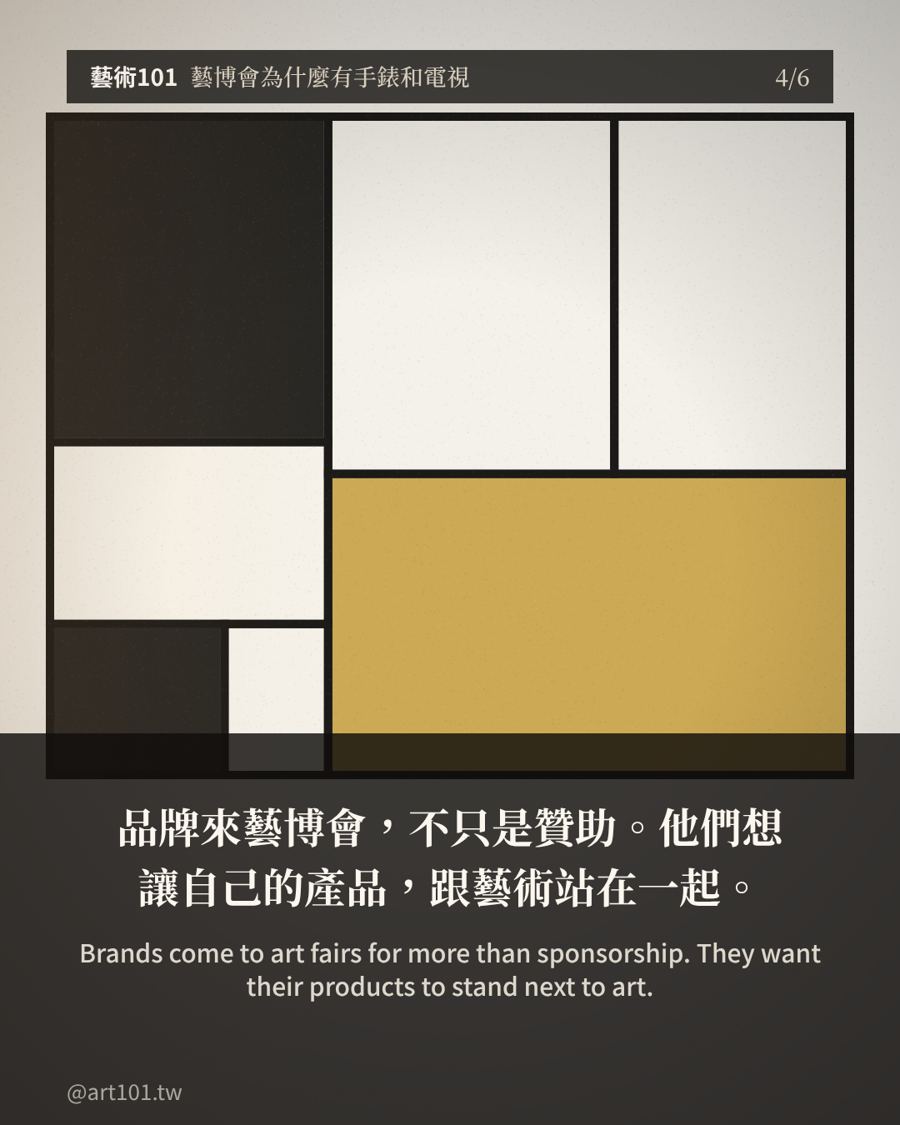 藝術101 藝博會為什麼有手錶和電視 4/6
品牌來藝博會，不只是贊助。他們想
讓自己的產品，跟藝術站在一起。
Brands come to art fairs for more than sponsorship. They want
their products to stand next to art.
@art101.tw